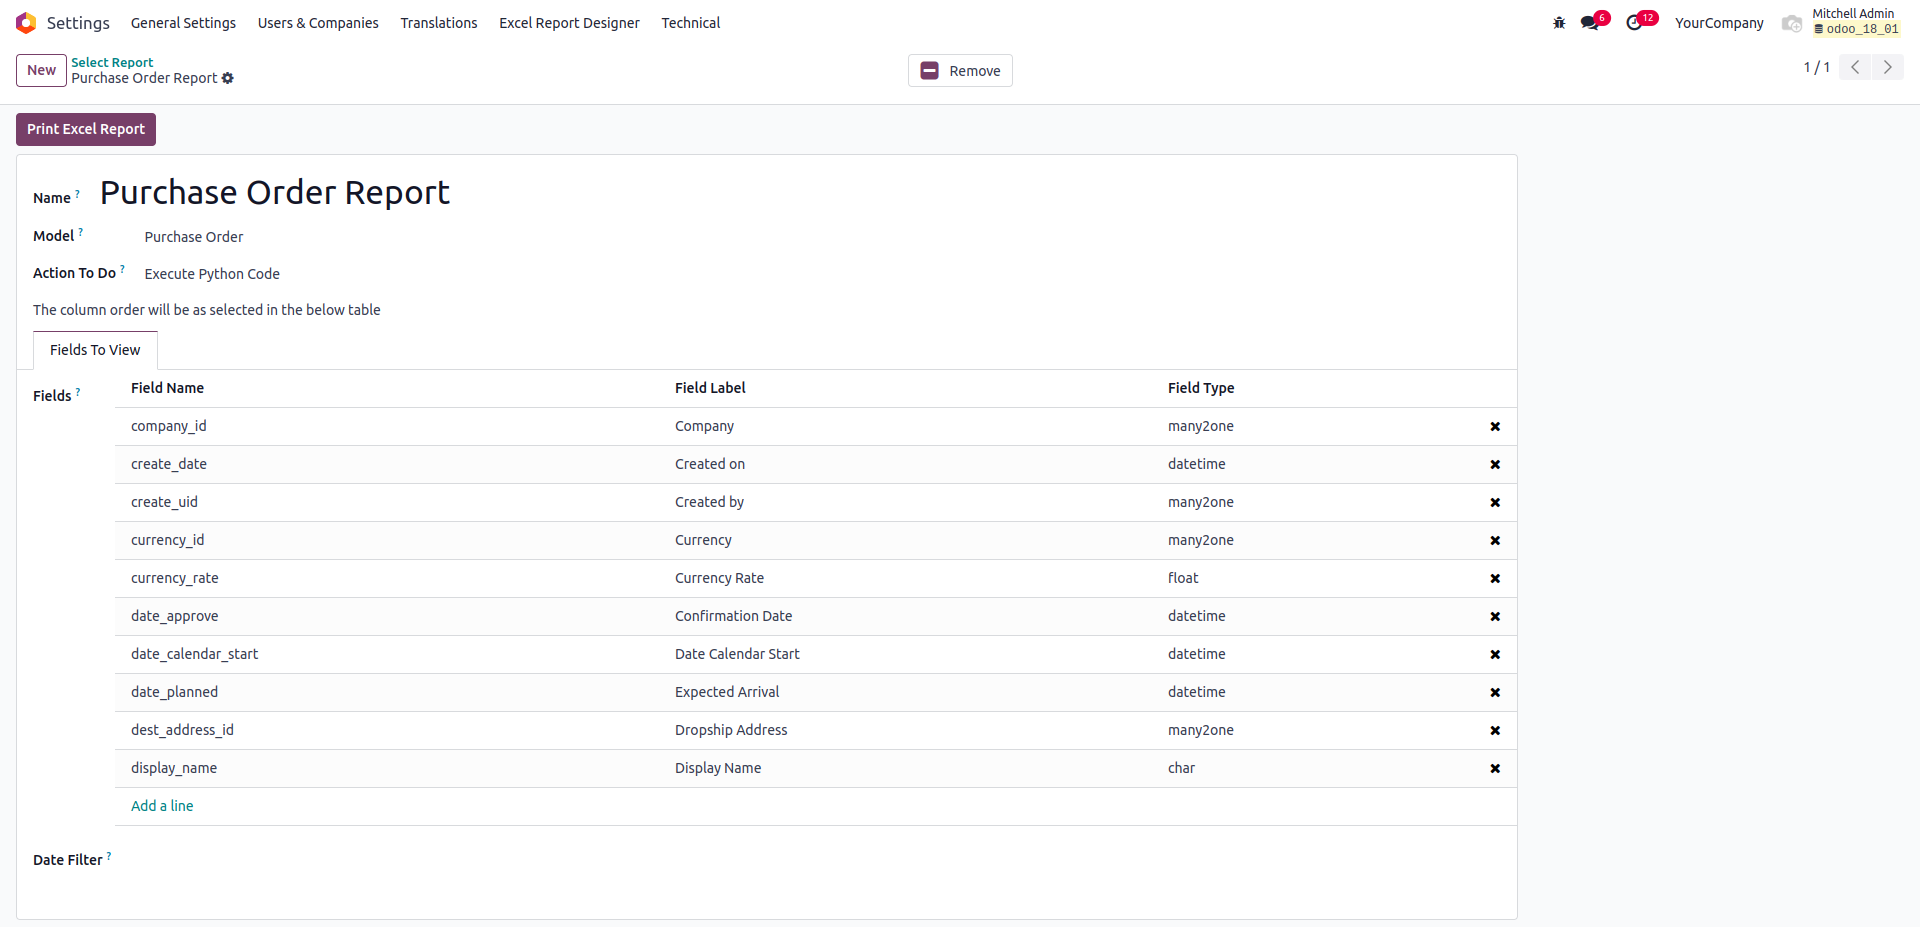 Settings General Settings Users & Companies Translations Excel Report Designer Technical 6 12 YourCompany Mitchell Admin
odoo_18_01
New Select Report
Purchase Order Report
Remove
1 / 1
Print Excel Report
Name ? Purchase Order Report
Model ? Purchase Order
Action To Do ? Execute Python Code
The column order will be as selected in the below table
Fields To View
Fields ? Field Name Field Label Field Type
company_id Company many2one
create_date Created on datetime
create_uid Created by many2one
currency_id Currency many2one
currency_rate Currency Rate float
date_approve Confirmation Date datetime
date_calendar_start Date Calendar Start datetime
date_planned Expected Arrival datetime
dest_address_id Dropship Address many2one
display_name Display Name char
Add a line
Date Filter ?